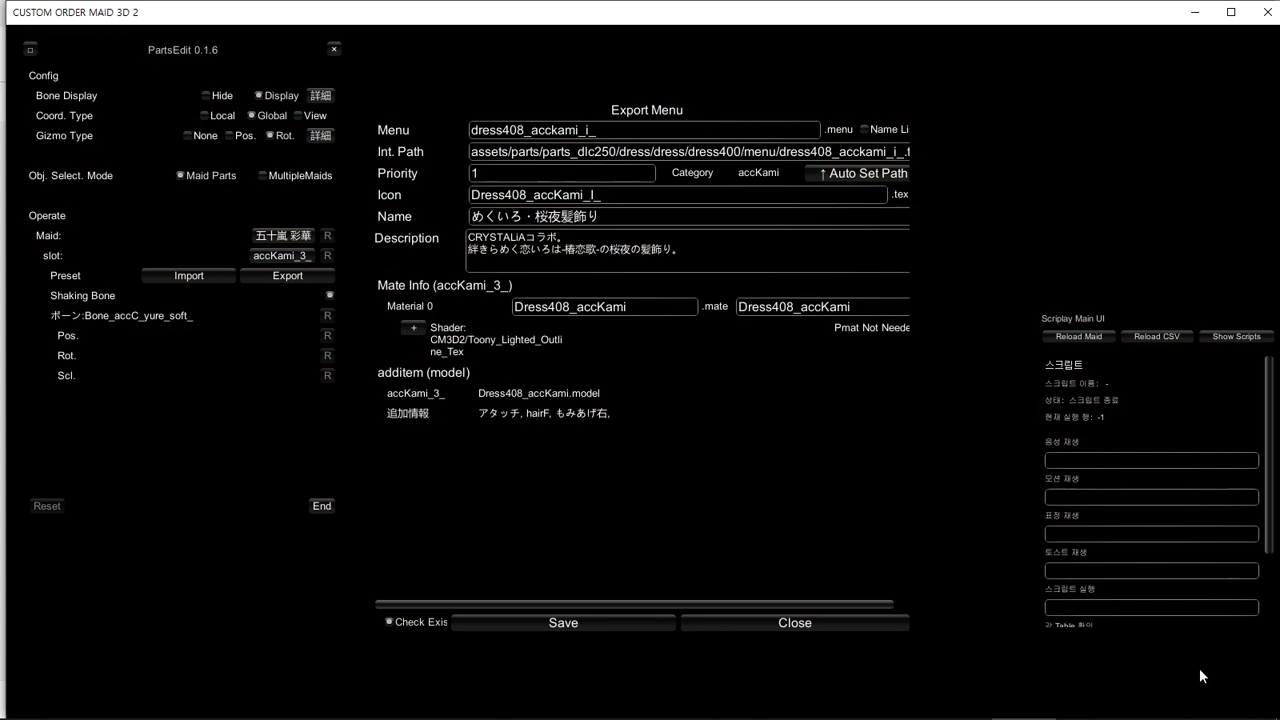 CUSTOM ORDER MAID 3D 2
PartsEdit 0.1.6
Config
Bone Display Hide Display 詳細
Coord. Type Local Global View
Gizmo Type None Pos. Rot. 詳細
Obj. Select. Mode Maid Parts MultipleMaids
Operate
Maid: 五十嵐 彩華 R
slot: accKami_3_ R
Preset Import Export
Shaking Bone
ボーン:Bone_accC_yure_soft_ R
Pos. R
Rot. R
Scl. R
Reset End
Export Menu
Menu dress408_acckami_i_ .menu Name Li
Int. Path assets/parts/parts_dlc250/dress/dress/dress400/menu/dress408_acckami_i_.t
Priority 1 Category accKami ↑ Auto Set Path
Icon Dress408_accKami_I_ .tex
Name めくいろ・桜夜髪飾り
Description CRYSTALiAコラボ。
絆きらめく恋いろは-椿恋歌-の桜夜の髪飾り。
Mate Info (accKami_3_)
Material 0 Dress408_accKami .mate Dress408_accKami
+ Shader: Pmat Not Neede
CM3D2/Toony_Lighted_Outli
ne_Tex
additem (model)
accKami_3_ Dress408_accKami.model
追加情報 アタッチ, hairF, もみあげ右,
Check Exis Save Close
Scriplay Main UI
Reload Maid Reload CSV Show Scripts
스크립트
스크립트 이름: -
상태: 스크립트 종료
현재 실행 행: -1
음성 재생
모션 재생
표정 재생
토스트 재생
스크립트 실행
각 Table 확인